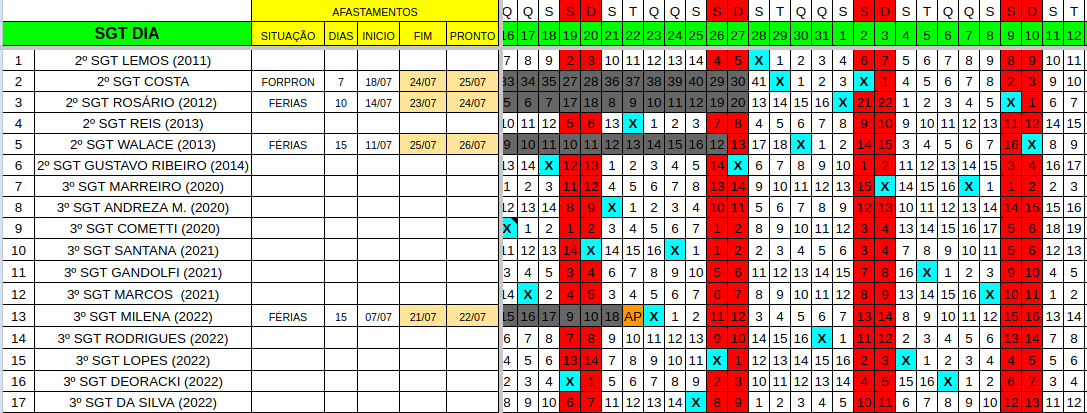 AFASTAMENTOS Q Q S S D S T Q Q S S D S T Q Q S S D S T Q Q S S D S T
SGT DIA SITUAÇÃO DIAS INICIO FIM PRONTO 16 17 18 19 20 21 22 23 24 25 26 27 28 29 30 31 1 2 3 4 5 6 7 8 9 10 11 12
1 2º SGT LEMOS (2011) 7 8 9 2 3 10 11 12 13 14 4 5 X 1 2 3 4 6 7 5 6 7 8 9 8 9 10 11
2 2º SGT COSTA FORPRON 7 18/07 24/07 25/07 33 34 35 27 28 36 37 38 39 40 29 30 41 X 1 2 3 X 1 4 5 6 7 8 2 3 9 10
3 2º SGT ROSÁRIO (2012) FERIAS 10 14/07 23/07 24/07 5 6 7 17 18 8 9 10 11 12 19 20 13 14 15 16 X 21 22 1 2 3 4 5 X 1 6 7
4 2º SGT REIS (2013) 10 11 12 5 6 13 X 1 2 3 7 8 4 5 6 7 8 9 10 9 10 11 12 13 11 12 14 15
5 2º SGT WALACE (2013) FÉRIAS 15 11/07 25/07 26/07 9 10 11 10 11 12 13 14 15 16 12 13 17 18 X 1 2 14 15 3 4 5 6 7 16 X 8 9
6 2º SGT GUSTAVO RIBEIRO (2014) 13 14 X 12 13 1 2 3 4 5 14 X 6 7 8 9 10 1 2 11 12 13 14 15 3 4 16 17
7 3º SGT MARREIRO (2020) 1 2 3 11 12 4 5 6 7 8 13 14 9 10 11 12 13 15 X 14 15 16 X 1 1 2 2 3
8 3º SGT ANDREZA M. (2020) 12 13 14 8 9 X 1 2 3 4 10 11 5 6 7 8 9 12 13 10 11 12 13 14 14 15 15 16
9 3º SGT COMETTI (2020) X 1 2 1 2 3 4 5 6 7 1 2 8 9 10 11 12 3 4 13 14 15 16 17 5 6 18 19
10 3º SGT SANTANA (2021) 11 12 13 14 X 14 15 16 X 1 1 2 2 3 4 5 6 3 4 7 8 9 10 11 5 6 12 13
11 3º SGT GANDOLFI (2021) 3 4 5 3 4 6 7 8 9 10 5 6 11 12 13 14 15 7 8 16 X 1 2 3 9 10 4 5
12 3º SGT MARCOS (2021) 14 X 2 4 5 3 4 5 6 7 6 7 8 9 10 11 12 8 9 13 14 15 16 X 10 11 1 2
13 3º SGT MILENA (2022) FÉRIAS 15 07/07 21/07 22/07 15 16 17 9 10 18 AP X 1 2 11 12 3 4 5 6 7 13 14 8 9 10 11 12 15 16 13 14
14 3º SGT RODRIGUES (2022) 6 7 8 7 8 9 10 11 12 13 9 10 14 15 16 X 1 11 12 2 3 4 5 6 13 14 7 8
15 3º SGT LOPES (2022) 4 5 6 13 14 7 8 9 10 11 X 1 12 13 14 15 16 2 3 X 1 2 3 4 4 5 5 6
16 3º SGT DEORACKI (2022) 2 3 4 X 1 5 6 7 8 9 2 3 10 11 12 13 14 4 5 15 16 X 1 2 6 7 3 4
17 3º SGT DA SILVA (2022) 8 9 10 6 7 11 12 13 14 X 8 9 1 2 3 4 5 10 11 6 7 8 9 10 12 13 11 12